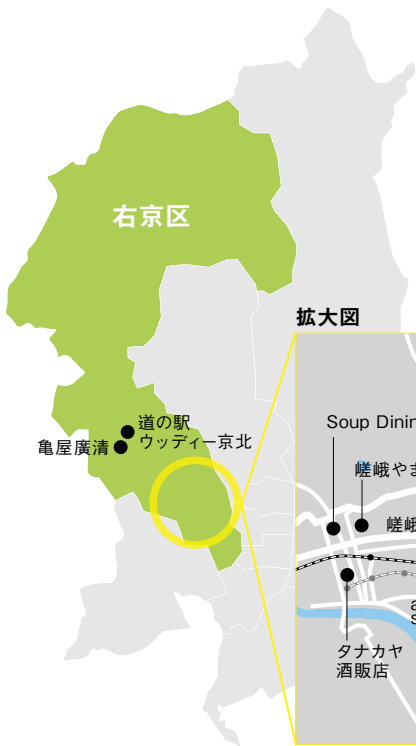 右京区
拡大図
道の駅
ウッディー京北
亀屋廣清
Soup Dinin
嵯峨やま
嵯峨
タナカヤ
酒販店